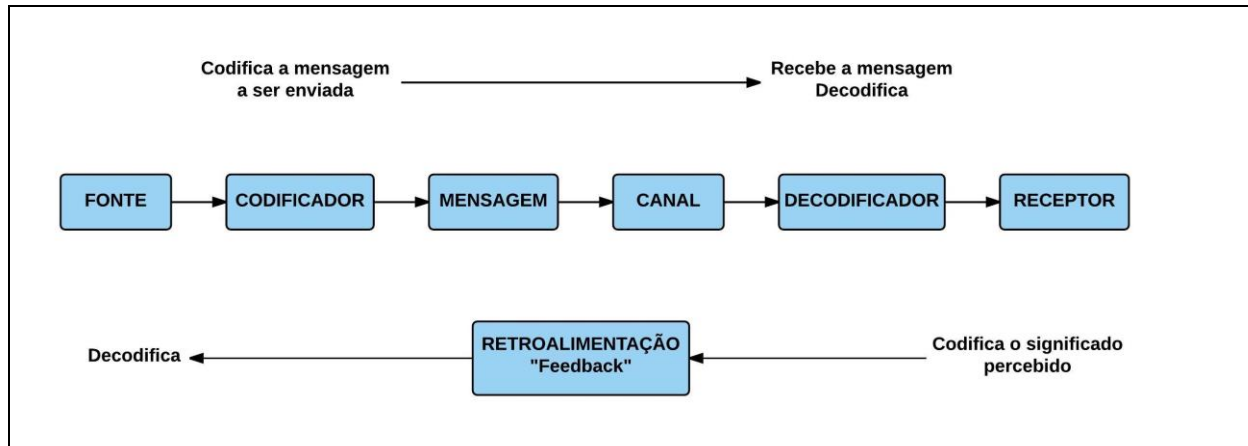 Codifica a mensagem
a ser enviada
Recebe a mensagem
Decodifica
FONTE
CODIFICADOR
MENSAGEM
CANAL
DECODIFICADOR
RECEPTOR
Decodifica
RETROALIMENTAÇÃO
"Feedback"
Codifica o significado
percebido